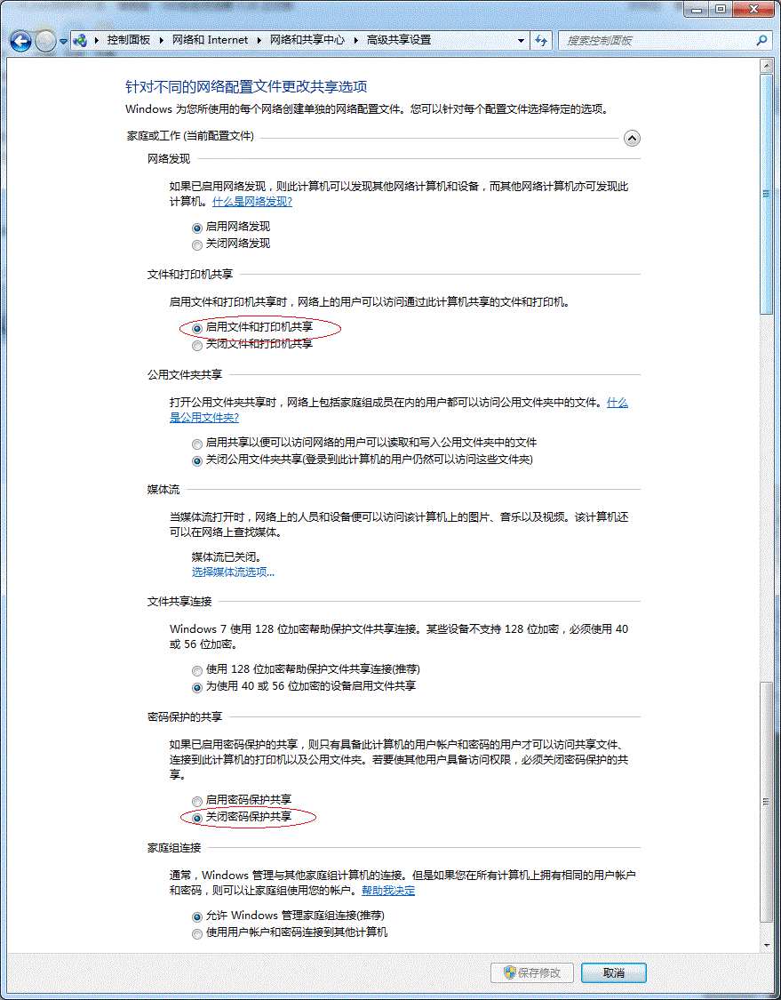 控制面板 网络和 Internet 网络和共享中心 高级共享设置 搜索控制面板
针对不同的网络配置文件更改共享选项
Windows 为您所使用的每个网络创建单独的网络配置文件。您可以针对每个配置文件选择特定的选项。
家庭或工作 (当前配置文件)
网络发现
如果已启用网络发现，则此计算机可以发现其他网络计算机和设备，而其他网络计算机亦可发现此
计算机。什么是网络发现?
启用网络发现
关闭网络发现
文件和打印机共享
启用文件和打印机共享时，网络上的用户可以访问通过此计算机共享的文件和打印机。
启用文件和打印机共享
关闭文件和打印机共享
公用文件夹共享
打开公用文件夹共享时，网络上包括家庭组成员在内的用户都可以访问公用文件夹中的文件。什么
是公用文件夹?
启用共享以便可以访问网络的用户可以读取和写入公用文件夹中的文件
关闭公用文件夹共享(登录到此计算机的用户仍然可以访问这些文件夹)
媒体流
当媒体流打开时，网络上的人员和设备便可以访问该计算机上的图片、音乐以及视频。该计算机还
可以在网络上查找媒体。
媒体流已关闭。
选择媒体流选项...
文件共享连接
Windows 7 使用 128 位加密帮助保护文件共享连接。某些设备不支持 128 位加密，必须使用 40
或 56 位加密。
使用 128 位加密帮助保护文件共享连接(推荐)
为使用 40 或 56 位加密的设备启用文件共享
密码保护的共享
如果已启用密码保护的共享，则只有具备此计算机的用户帐户和密码的用户才可以访问共享文件、
连接到此计算机的打印机以及公用文件夹。若要使其他用户具备访问权限，必须关闭密码保护的共
享。
启用密码保护共享
关闭密码保护共享
家庭组连接
通常，Windows 管理与其他家庭组计算机的连接。但是如果您在所有计算机上拥有相同的用户帐户
和密码，则可以让家庭组使用您的帐户。帮助我决定
允许 Windows 管理家庭组连接(推荐)
使用用户帐户和密码连接到其他计算机
保存修改 取消